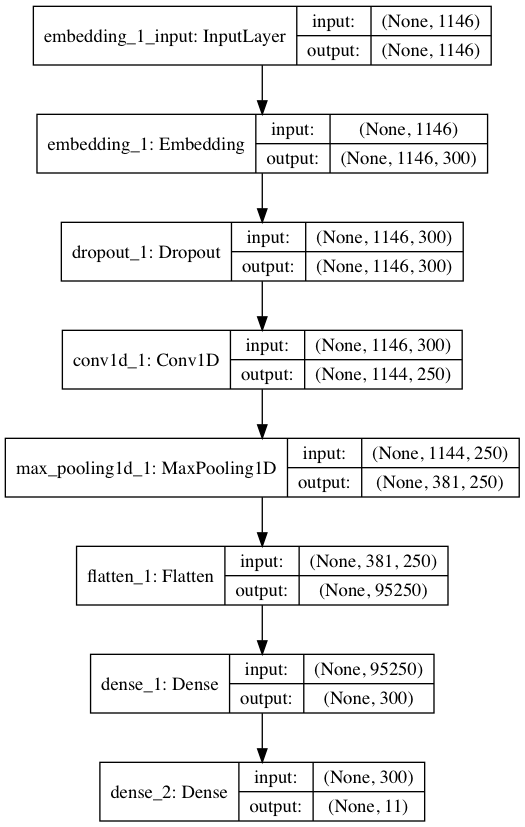 embedding_1_input: InputLayer
input: (None, 1146)
output: (None, 1146)
embedding_1: Embedding
input: (None, 1146)
output: (None, 1146, 300)
dropout_1: Dropout
input: (None, 1146, 300)
output: (None, 1146, 300)
conv1d_1: Conv1D
input: (None, 1146, 300)
output: (None, 1144, 250)
max_pooling1d_1: MaxPooling1D
input: (None, 1144, 250)
output: (None, 381, 250)
flatten_1: Flatten
input: (None, 381, 250)
output: (None, 95250)
dense_1: Dense
input: (None, 95250)
output: (None, 300)
dense_2: Dense
input: (None, 300)
output: (None, 11)